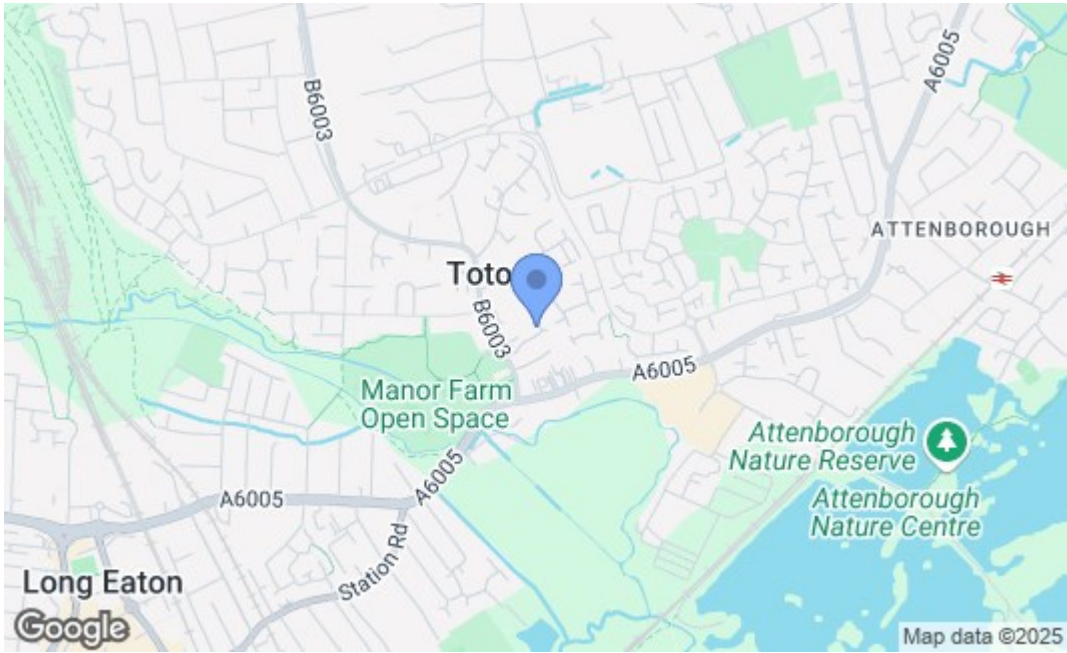 A6005
B6003
ATTENBOROUGH
Toto
B6003
A6005
Manor Farm
Open Space
Attenborough
Nature Reserve
A6005
A6005
Attenborough
Nature Centre
Station Rd
Long Eaton
Google
Map data ©2025